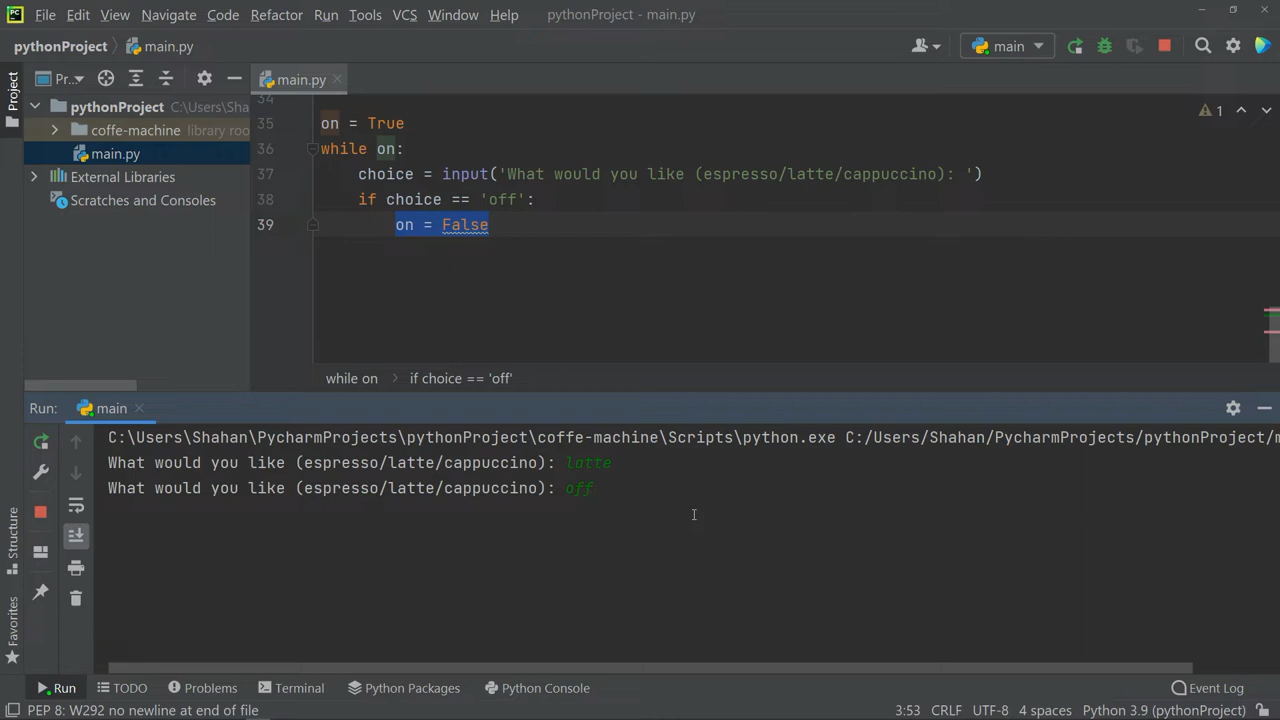 PC File Edit View Navigate Code Refactor Run Tools VCS Window Help pythonProject - main.py
pythonProject main.py main
Project
Pr... main.py
pythonProject C:\Users\Shaha
coffe-machine library roo
main.py
External Libraries
Scratches and Consoles
34
35 on = True
36 while on:
37 choice = input('What would you like (espresso/latte/cappuccino): ')
38 if choice == 'off':
39 on = False
1
while on > if choice == 'off'
Run: main
C:\Users\Shahan\PycharmProjects\pythonProject\coffe-machine\Scripts\python.exe C:/Users/Shahan/PycharmProjects/pythonProject/m
What would you like (espresso/latte/cappuccino): latte
What would you like (espresso/latte/cappuccino): off
Structure
Favorites
Run TODO Problems Terminal Python Packages Python Console Event Log
PEP 8: W292 no newline at end of file 3:53 CRLF UTF-8 4 spaces Python 3.9 (pythonProject)